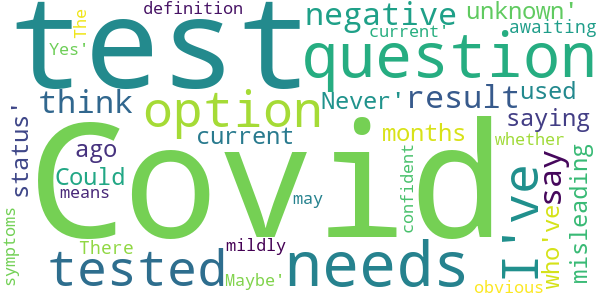 definition
The
test
negative
unknown'
current'
awaiting
Yes'
question
think
option
Never'
result
used
status'
saying
ago
current
months
whether
Covid
Could
means
may
confident
I've
say
who've
misleading
symptoms
tested
There
mildly
needs
Maybe'
obvious